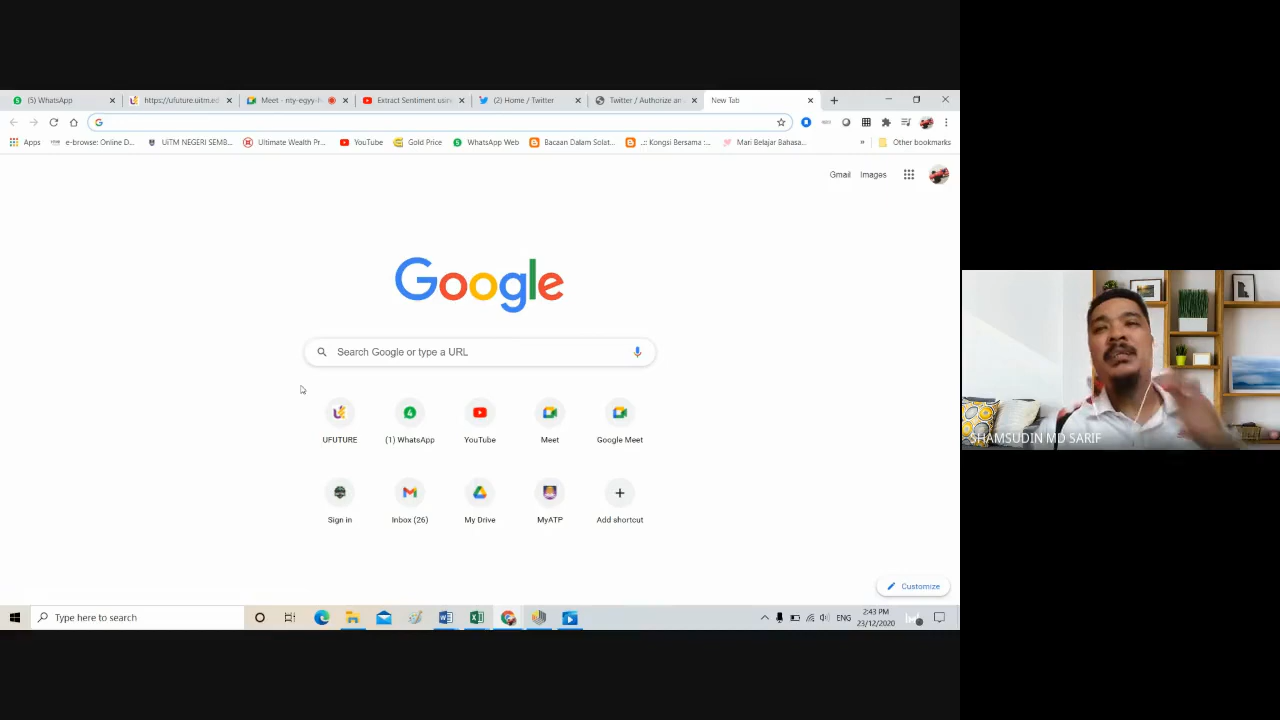 (5) WhatsApp
https://ufuture.uitm.ed
Meet - nty-egyy-h
Extract Sentiment usin
(2) Home / Twitter
Twitter / Authorize an
New Tab
Apps
e-browse: Online D...
UiTM NEGERI SEMB...
Ultimate Wealth Pr...
YouTube
Gold Price
WhatsApp Web
Bacaan Dalam Solat...
..:: Kongsi Bersama :...
Mari Belajar Bahasa...
»
Other bookmarks
Gmail
Images
Google
Search Google or type a URL
UFUTURE
(1) WhatsApp
YouTube
Meet
Google Meet
Sign in
Inbox (26)
My Drive
MyATP
Add shortcut
Customize
SHAMSUDIN MD SARIF
Type here to search
ENG
2:43 PM
23/12/2020